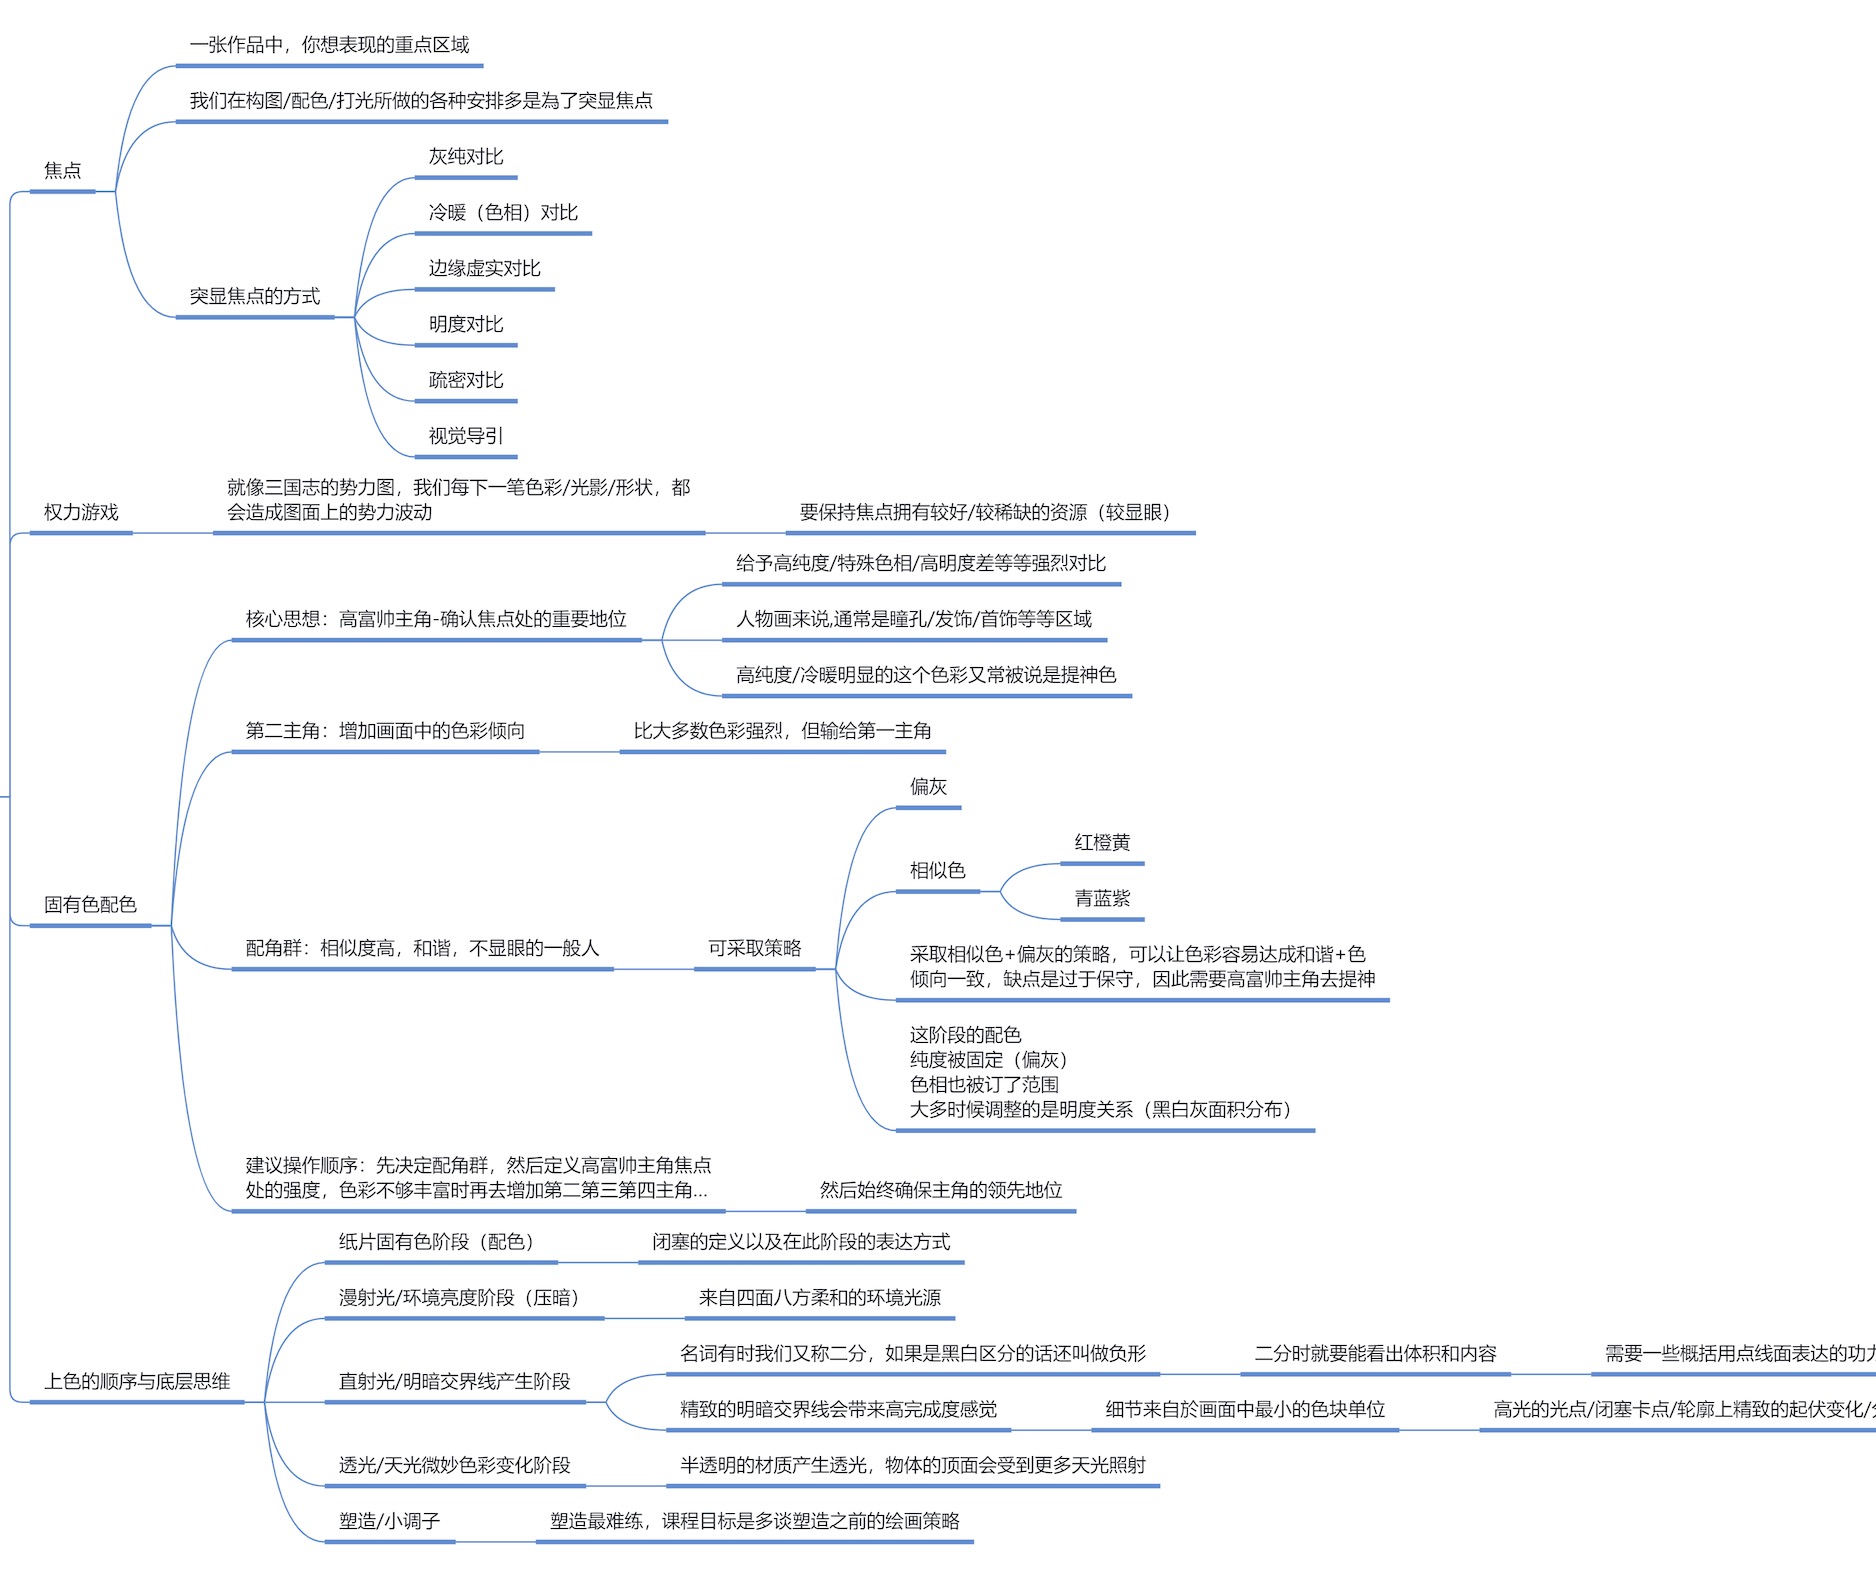 焦点
一张作品中，你想表现的重点区域
我们在构图/配色/打光所做的各种安排多是為了突显焦点
突显焦点的方式
灰纯对比
冷暖（色相）对比
边缘虚实对比
明度对比
疏密对比
视觉导引
权力游戏
就像三国志的势力图，我们每下一笔色彩/光影/形状，都
会造成图面上的势力波动
要保持焦点拥有较好/较稀缺的资源（较显眼）
固有色配色
核心思想：高富帅主角-确认焦点处的重要地位
给予高纯度/特殊色相/高明度差等等强烈对比
人物画来说,通常是瞳孔/发饰/首饰等等区域
高纯度/冷暖明显的这个色彩又常被说是提神色
第二主角：增加画面中的色彩倾向
比大多数色彩强烈，但输给第一主角
配角群：相似度高，和谐，不显眼的一般人
可采取策略
偏灰
相似色
红橙黄
青蓝紫
采取相似色+偏灰的策略，可以让色彩容易达成和谐+色
倾向一致，缺点是过于保守，因此需要高富帅主角去提神
这阶段的配色
纯度被固定（偏灰）
色相也被订了范围
大多时候调整的是明度关系（黑白灰面积分布）
建议操作顺序：先决定配角群，然后定义高富帅主角焦点
处的强度，色彩不够丰富时再去增加第二第三第四主角...
然后始终确保主角的领先地位
上色的顺序与底层思维
纸片固有色阶段（配色）
闭塞的定义以及在此阶段的表达方式
漫射光/环境亮度阶段（压暗）
来自四面八方柔和的环境光源
直射光/明暗交界线产生阶段
名词有时我们又称二分，如果是黑白区分的话还叫做负形
二分时就要能看出体积和内容
需要一些概括用点线面表达的功力
精致的明暗交界线会带来高完成度感觉
细节来自於画面中最小的色块单位
高光的光点/闭塞卡点/轮廓上精致的起伏变化/
透光/天光微妙色彩变化阶段
半透明的材质产生透光，物体的顶面会受到更多天光照射
塑造/小调子
塑造最难练，课程目标是多谈塑造之前的绘画策略